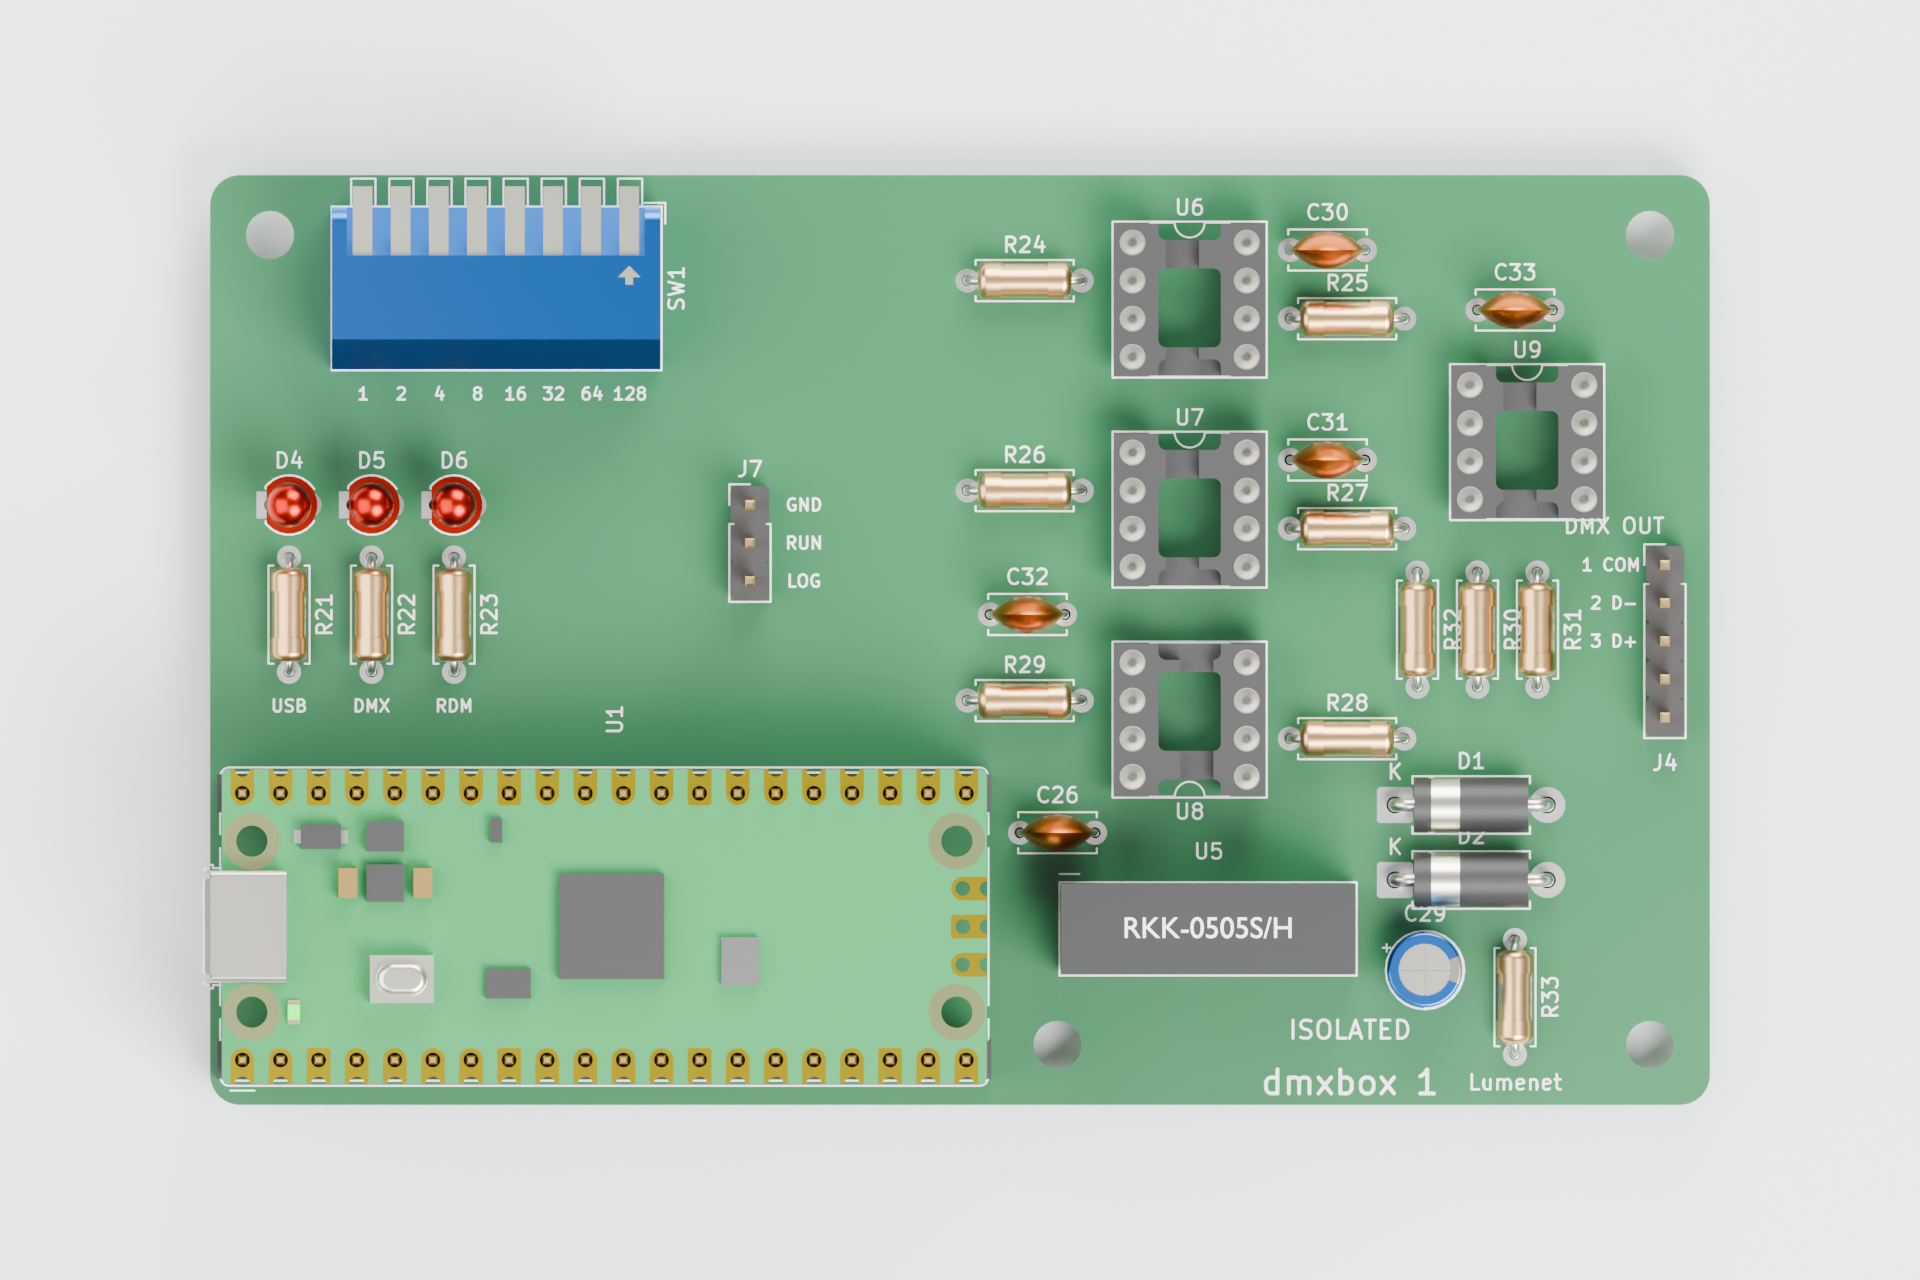 SW1
1 2 4 8 16 32 64 128
D4 D5 D6
R21 R22 R23
USB DMX RDM
J7
GND
RUN
LOG
U1
R24
U6
C30
R25
C33
U9
R26
U7
C31
R27
DMX OUT
1 COM
2 D-
3 D+
J4
C32
R29
R32 R30 R31
R28
U8
C26
U5
RKK-0505S/H
K D1
K D2
C29
+
R33
ISOLATED
dmxbox 1
Lumenet